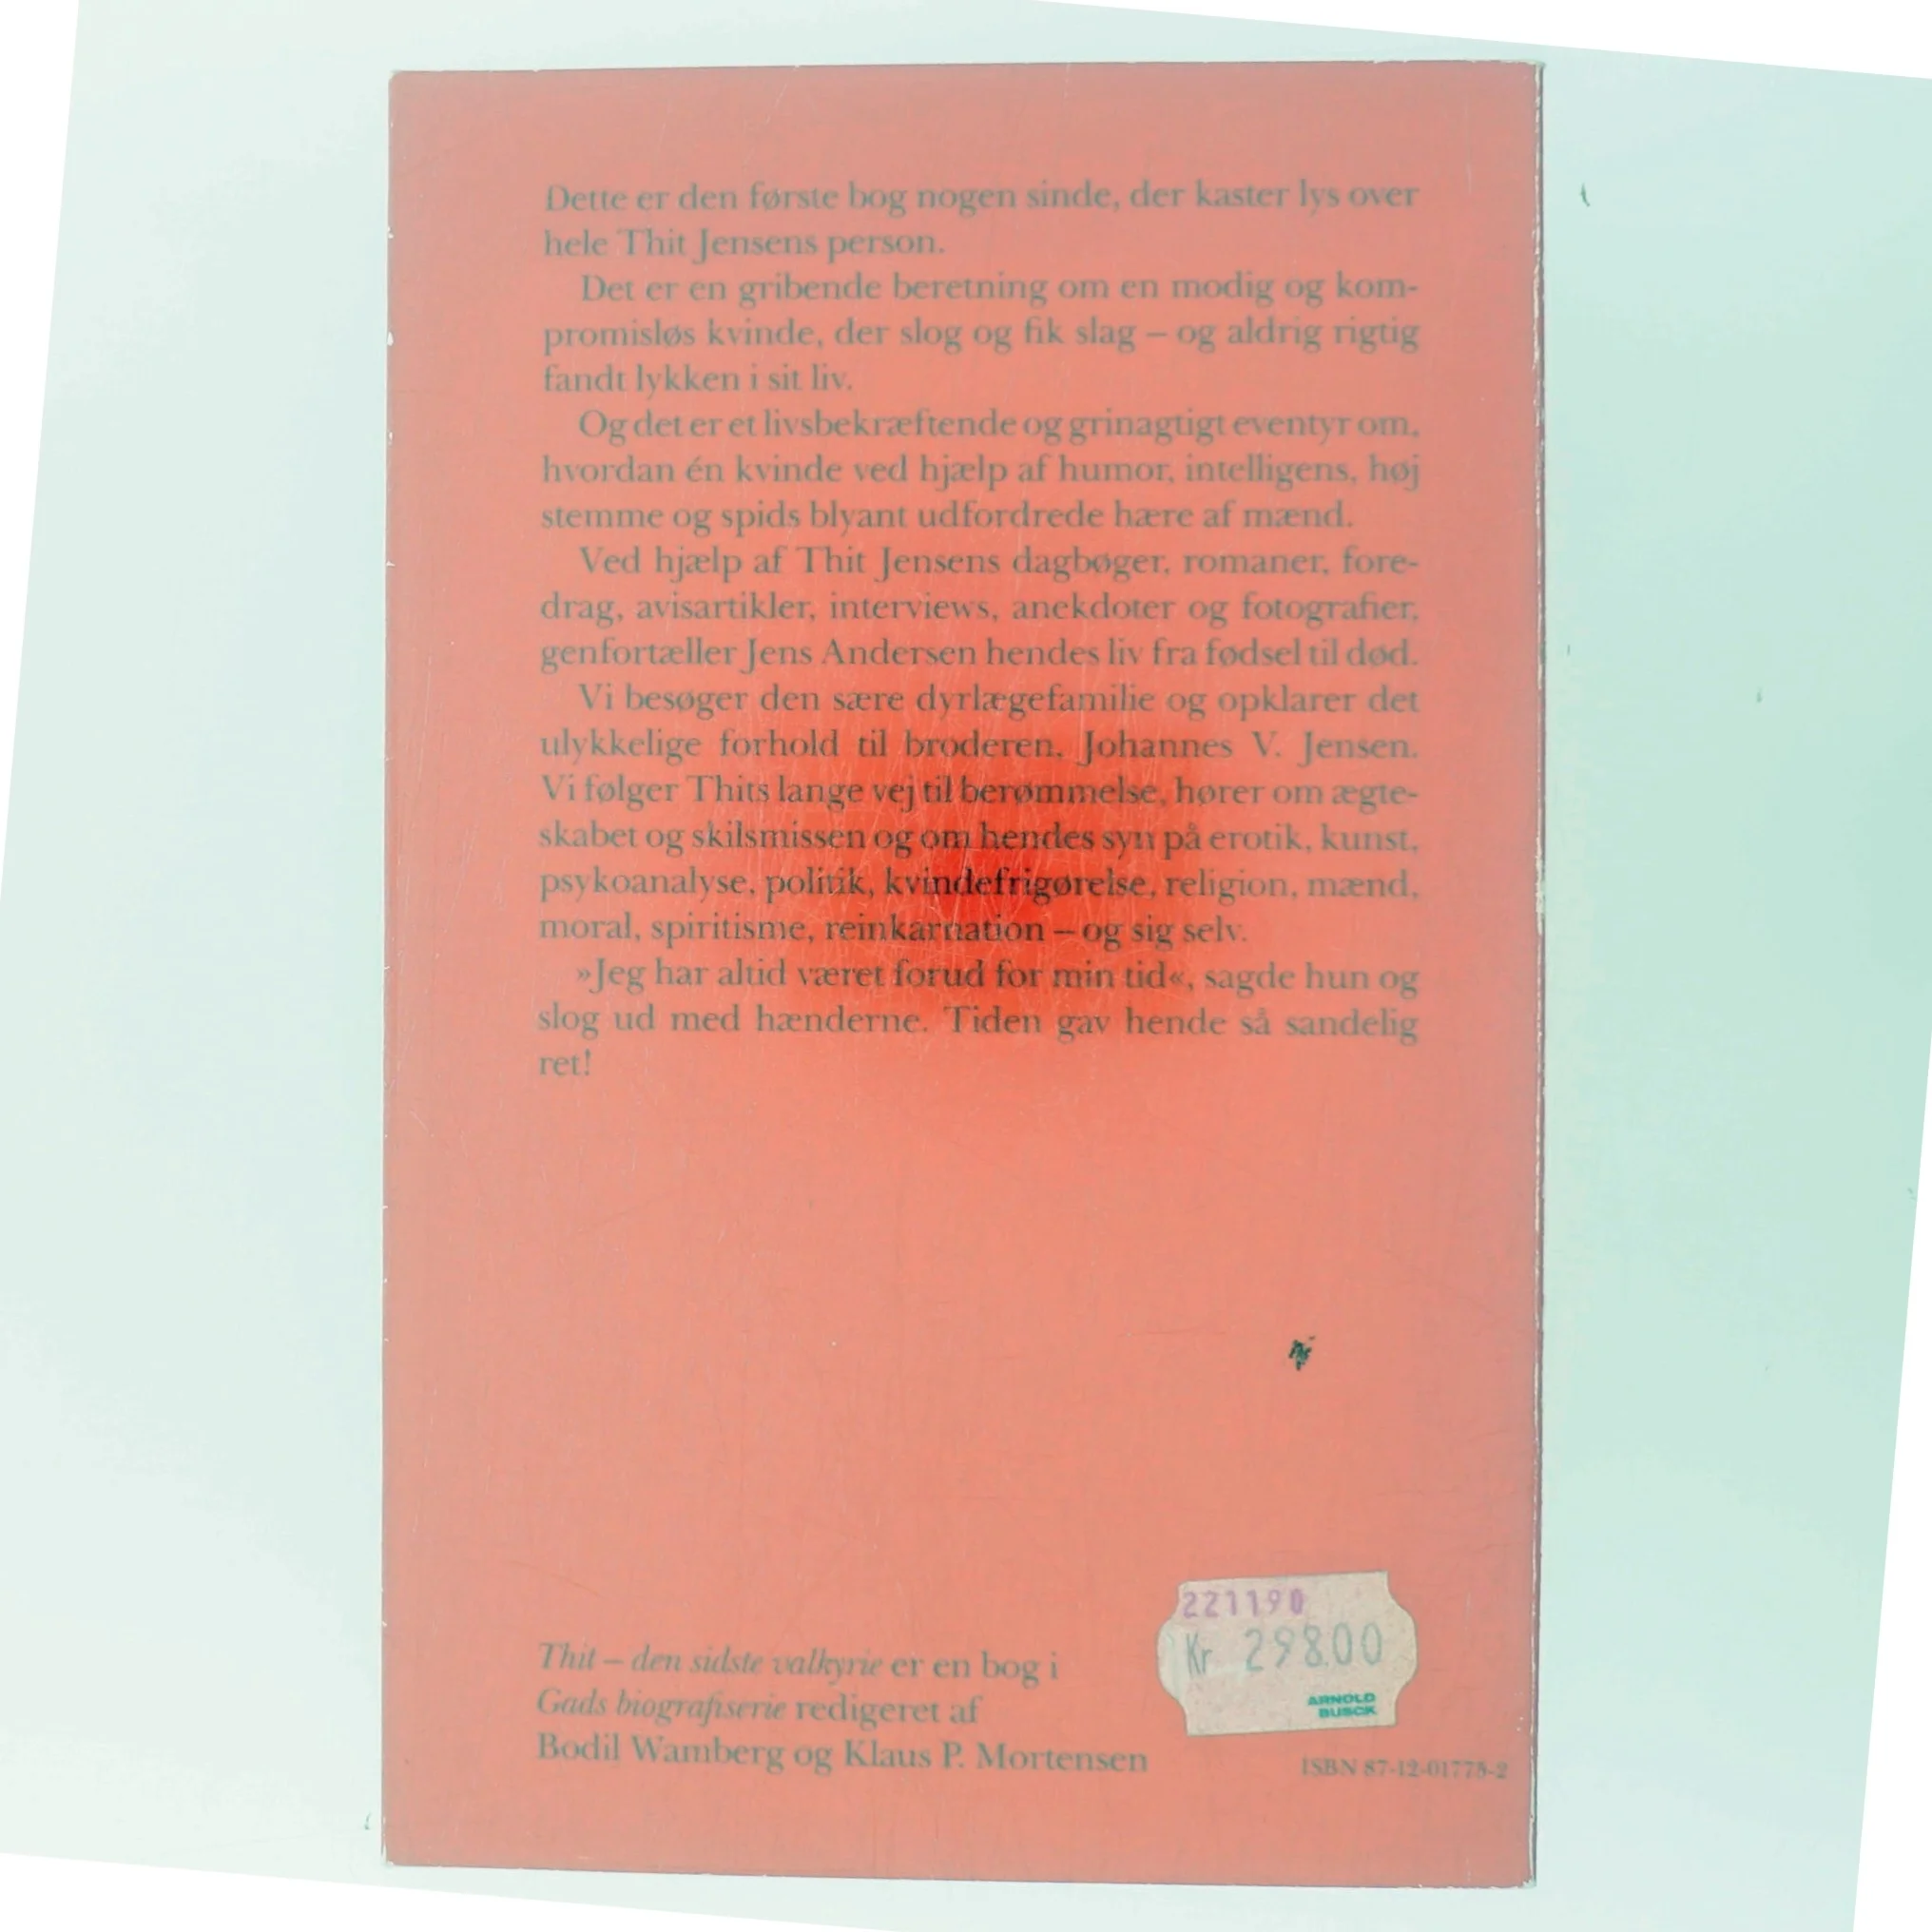 Dette er den første bog nogen sinde, der kaster lys over
hele Thit Jensens person.
Det er en gribende beretning om en modig og kom-
promisløs kvinde, der slog og fik slag – og aldrig rigtig
fandt lykken i sit liv.
Og det er et livsbekræftende og grinagtigt eventyr om,
hvordan én kvinde ved hjælp af humor, intelligens, høj
stemme og spids blyant udfordrede hære af mænd.
Ved hjælp af Thit Jensens dagbøger, romaner, fore-
drag, avisartikler, interviews, anekdoter og fotografier,
genfortæller Jens Andersen hendes liv fra fødsel til død.
Vi besøger den sære dyrlægefamilie og opklarer det
ulykkelige forhold til broderen, Johannes V. Jensen.
Vi følger Thits lange vej til berømmelse, hører om ægte-
skabet og skilsmissen og om hendes syn på erotik, kunst,
psykoanalyse, politik, kvindefrigørelse, religion, mænd,
moral, spiritisme, reinkarnation – og sig selv.
»Jeg har altid været forud for min tid«, sagde hun og
slog ud med hænderne. Tiden gav hende så sandelig
ret!
221190
Kr 298.00
ARNOLD
BUSCK
Thit – den sidste valkyrie er en bog i
Gads biografiserie redigeret af
Bodil Wamberg og Klaus P. Mortensen
ISBN 87-12-01775-2